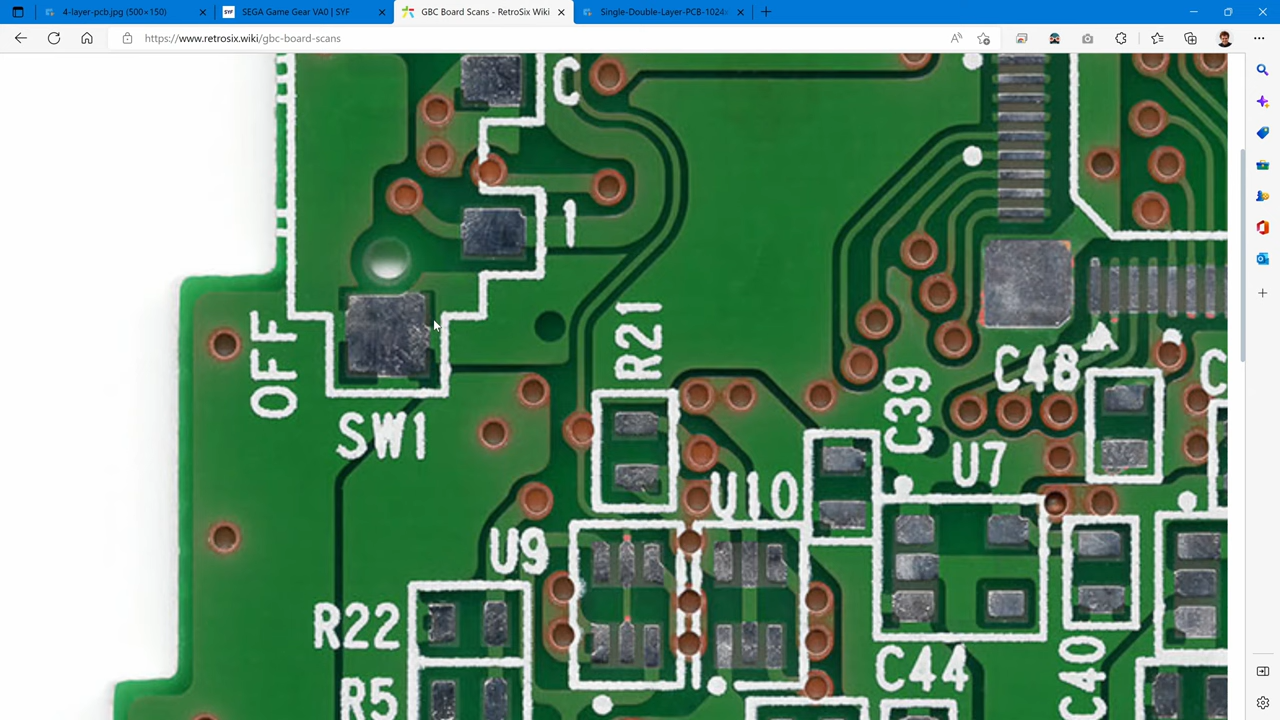 4-layer-pcb.jpg (500×150)
SEGA Game Gear VA0 | SYF
GBC Board Scans - RetroSix Wiki
Single-Double-Layer-PCB-1024x
https://www.retrosix.wiki/gbc-board-scans
C
1
OFF
SW1
R21
C39
C48
C
U7
U10
U9
R22
R5
C44
C40